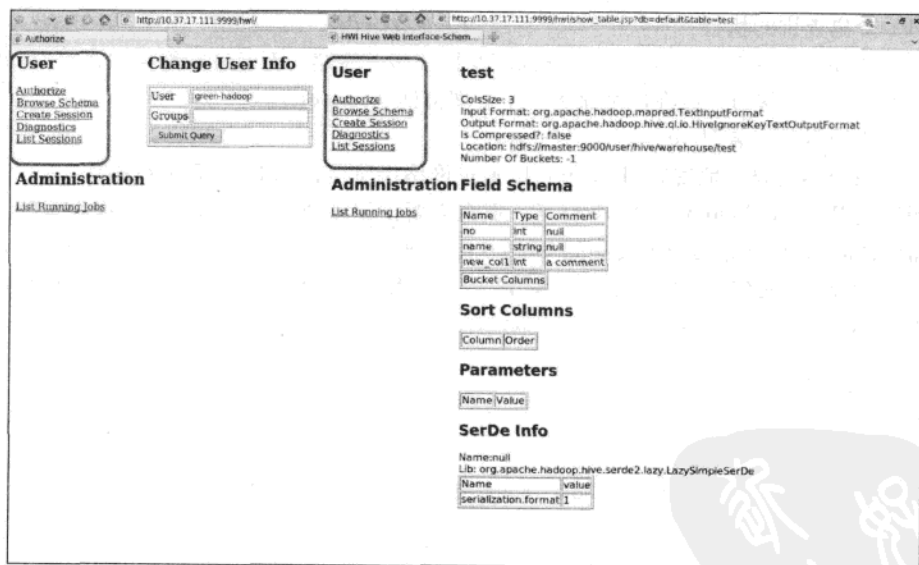 http://10.37.17.111:9999/hwi/
Authorize
User
Authorize
Browse Schema
Create Session
Diagnostics
List Sessions
Administration
List Running Jobs
Change User Info
User green-hadoop
Groups
Submit Query
http://10.37.17.111:9999/hwi/show_table.jsp?db=default&table=test
HWI Hive Web Interface-Schem...
User
Authorize
Browse Schema
Create Session
Diagnostics
List Sessions
Administration
List Running Jobs
test
ColsSize: 3
Input Format: org.apache.hadoop.mapred.TextInputFormat
Output Format: org.apache.hadoop.hive.ql.io.HiveIgnoreKeyTextOutputFormat
Is Compressed?: false
Location: hdfs://master:9000/user/hive/warehouse/test
Number Of Buckets: -1
Field Schema
Name Type Comment
no int null
name string null
new_col1 int a comment
Bucket Columns
Sort Columns
Column Order
Parameters
Name Value
SerDe Info
Name:null
Lib: org.apache.hadoop.hive.serde2.lazy.LazySimpleSerDe
Name value
serialization.format 1